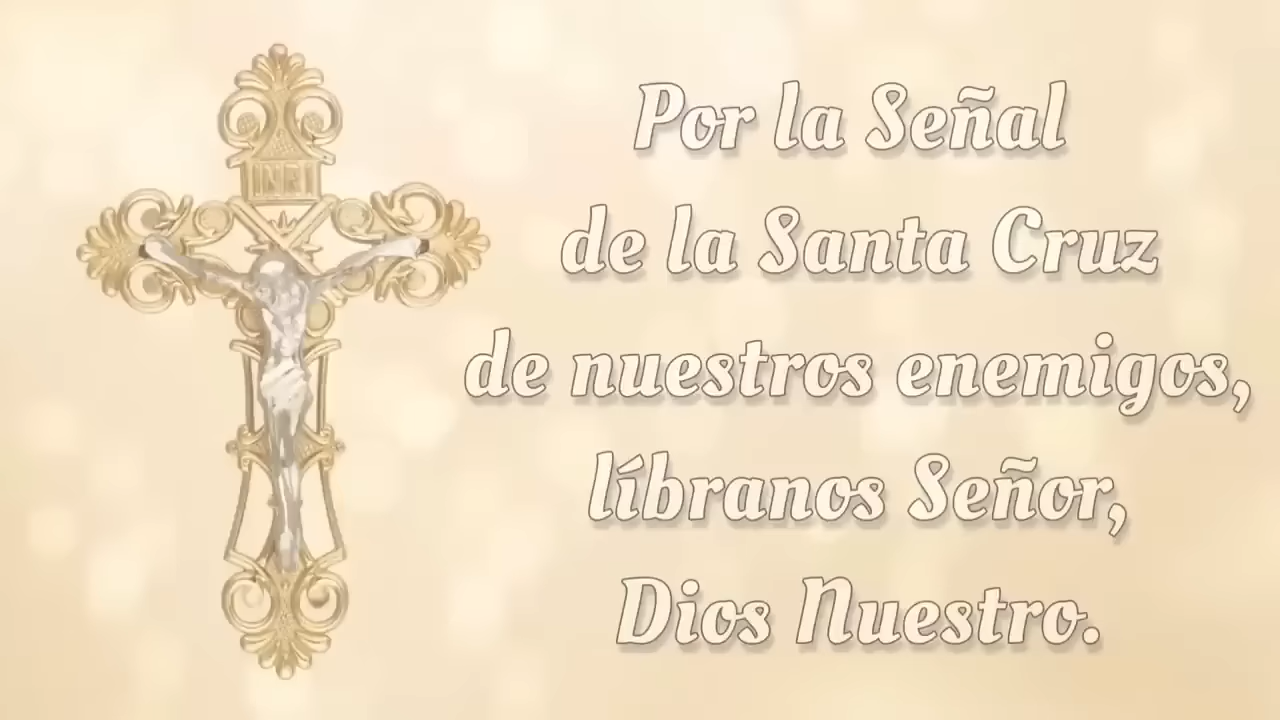 INRI
Por la Señal
de la Santa Cruz
de nuestros enemigos,
líbranos Señor,
Dios Nuestro.